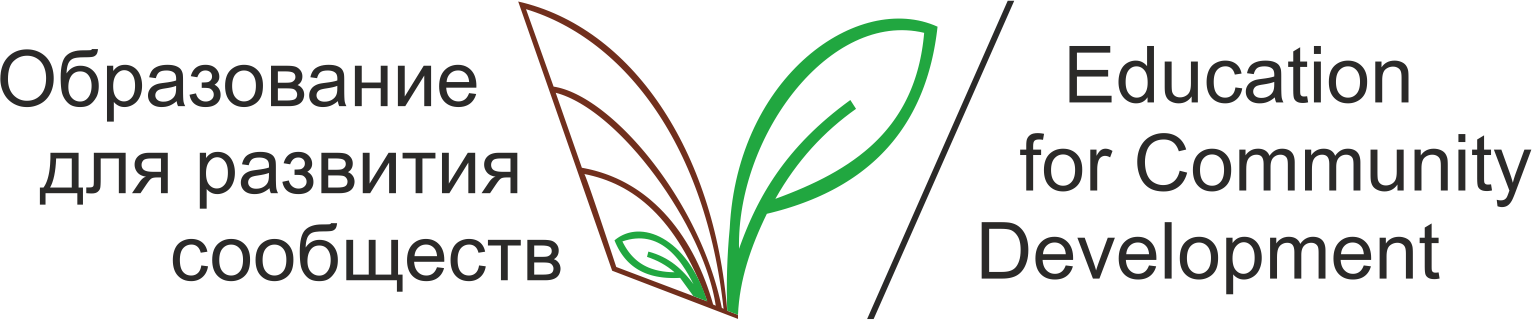 Образование
для развития
сообществ
Education
for Community
Development